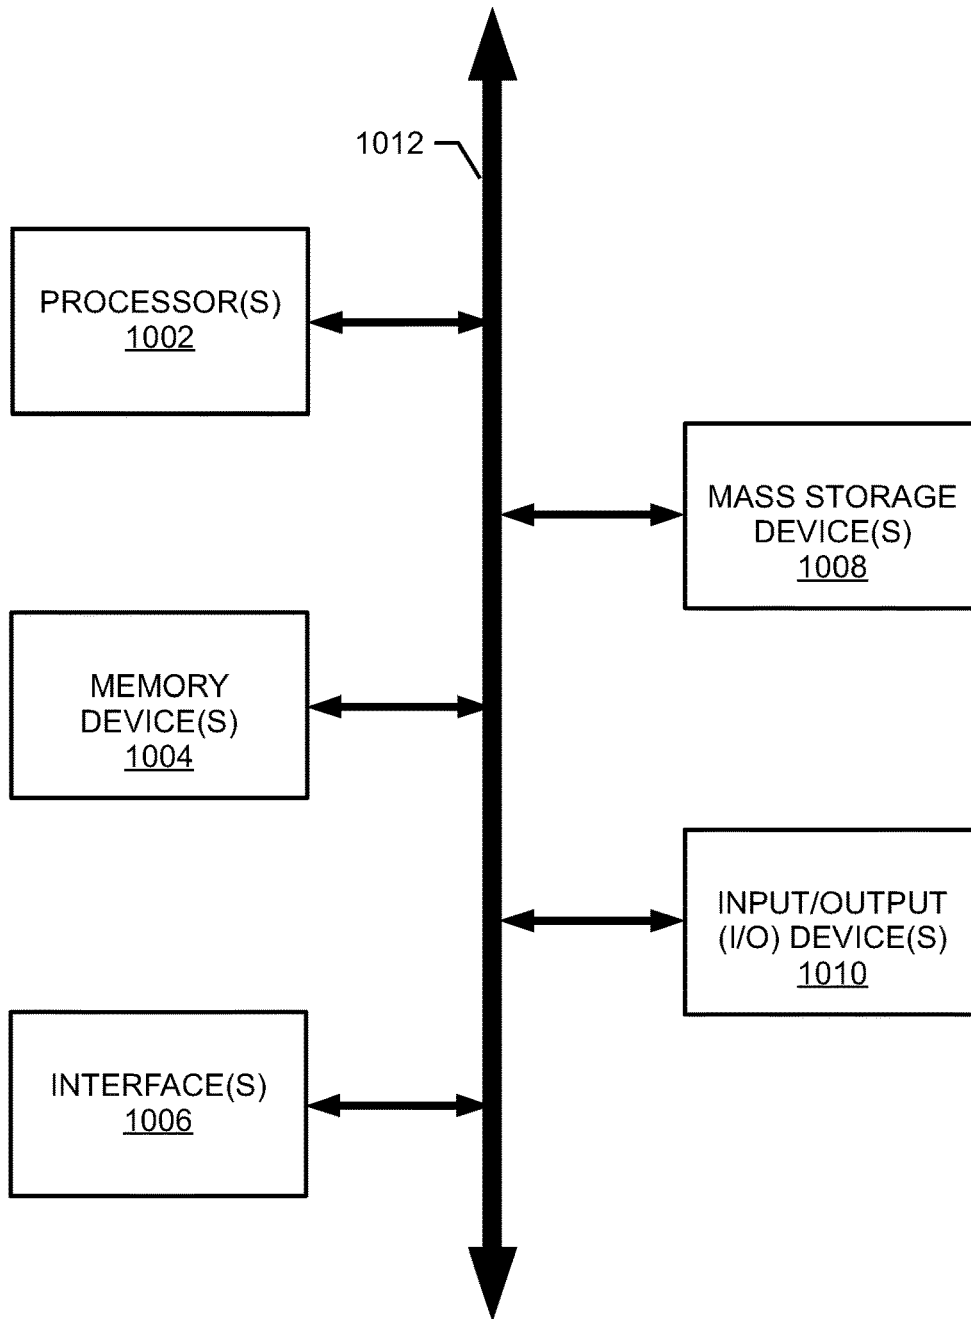 1012
PROCESSOR(S)
1002
MASS STORAGE
DEVICE(S)
1008
MEMORY
DEVICE(S)
1004
INPUT/OUTPUT
(I/O) DEVICE(S)
1010
INTERFACE(S)
1006